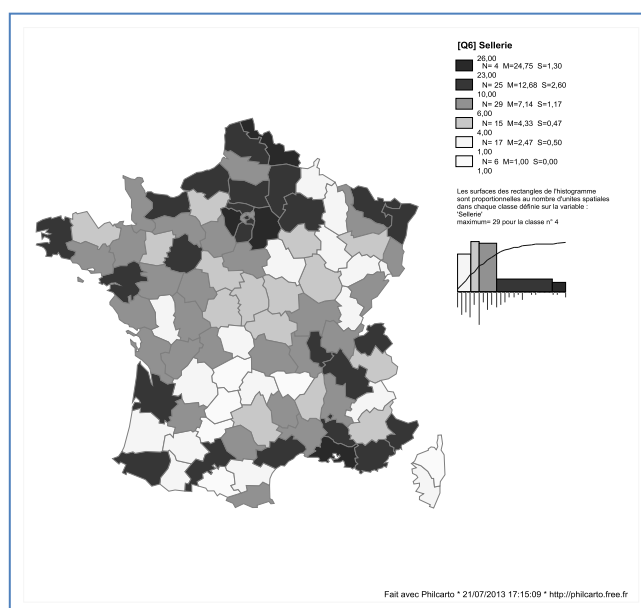 [Q6] Sellerie
26,00
N= 4 M=24,75 S=1,30
23,00
N= 25 M=12,68 S=2,60
10,00
N= 29 M=7,14 S=1,17
6,00
N= 15 M=4,33 S=0,47
4,00
N= 17 M=2,47 S=0,50
1,00
N= 6 M=1,00 S=0,00
1,00
Les surfaces des rectangles de l'histogramme
sont proportionnelles au nombre d'unites spatiales
dans chaque classe définie sur la variable :
'Sellerie'
maximum= 29 pour la classe n° 4
Fait avec Philcarto * 21/07/2013 17:15:09 * http://philcarto.free.fr